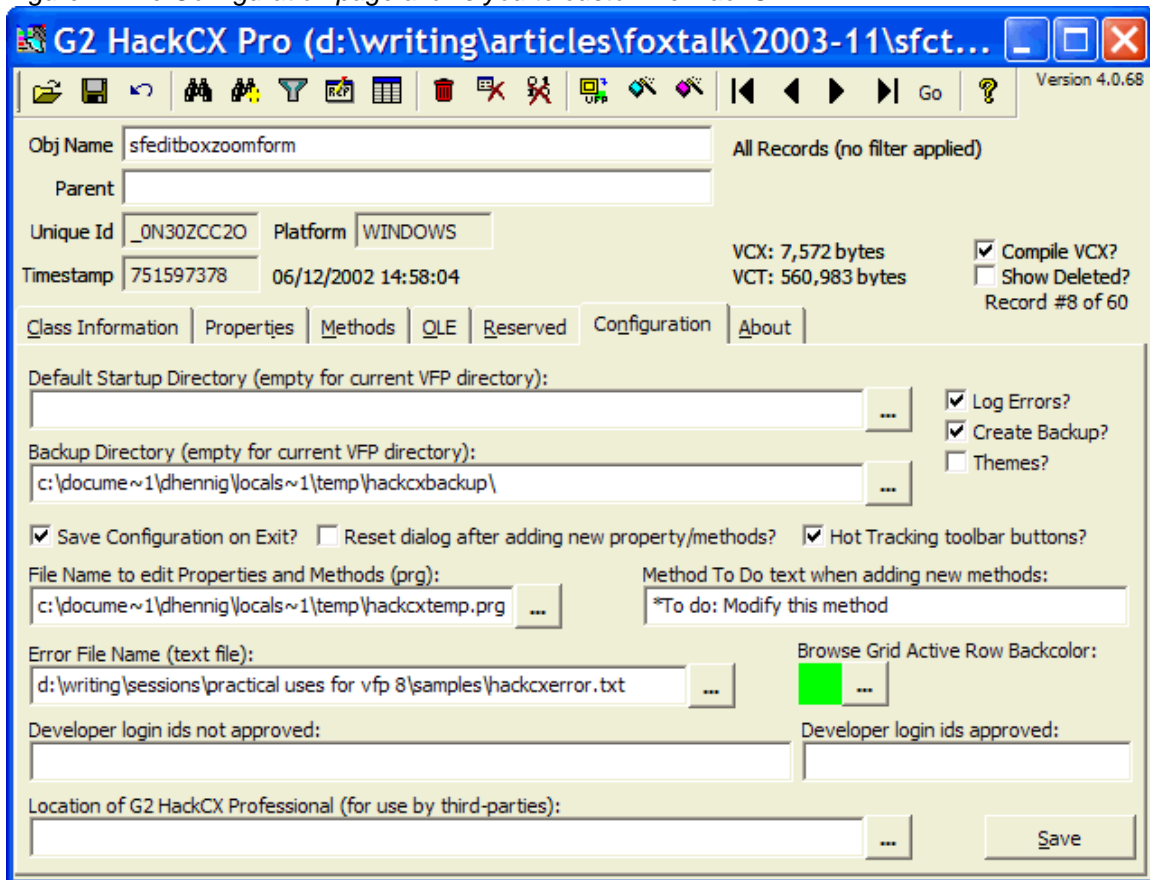 G2 HackCX Pro (d:\writing\articles\foxtalk\2003-11\sfct...
RCP UPP Go ? Version 4.0.68
Obj Name sfeditboxzoomform All Records (no filter applied)
Parent
Unique Id _0N30ZCC2O Platform WINDOWS
VCX: 7,572 bytes Compile VCX?
Timestamp 751597378 06/12/2002 14:58:04 VCT: 560,983 bytes Show Deleted?
Record #8 of 60
Class Information Properties Methods OLE Reserved Configuration About
Default Startup Directory (empty for current VFP directory):
... Log Errors?
Create Backup?
Backup Directory (empty for current VFP directory):
Themes?
c:\docume~1\dhennig\locals~1\temp\hackcxbackup\ ...
Save Configuration on Exit? Reset dialog after adding new property/methods? Hot Tracking toolbar buttons?
File Name to edit Properties and Methods (prg): Method To Do text when adding new methods:
c:\docume~1\dhennig\locals~1\temp\hackcxtemp.prg ... *To do: Modify this method
Error File Name (text file): Browse Grid Active Row Backcolor:
d:\writing\sessions\practical uses for vfp 8\samples\hackcxerror.txt ... ...
Developer login ids not approved: Developer login ids approved:
Location of G2 HackCX Professional (for use by third-parties):
... Save